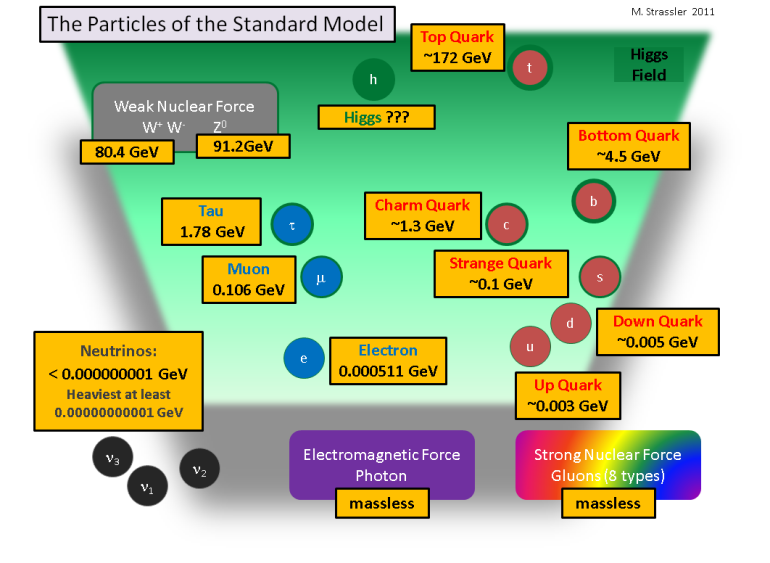 M. Strassler 2011
The Particles of the Standard Model
Top Quark
~172 GeV
t
Higgs
Field
h
Higgs ???
Weak Nuclear Force
W⁺ W⁻ Z⁰
80.4 GeV
91.2GeV
Bottom Quark
~4.5 GeV
b
Tau
1.78 GeV
τ
Charm Quark
~1.3 GeV
c
Muon
0.106 GeV
μ
Strange Quark
~0.1 GeV
s
d
Down Quark
~0.005 GeV
u
Up Quark
~0.003 GeV
e
Electron
0.000511 GeV
Neutrinos:
< 0.000000001 GeV
Heaviest at least
0.00000000001 GeV
ν₃
ν₁
ν₂
Electromagnetic Force
Photon
massless
Strong Nuclear Force
Gluons (8 types)
massless